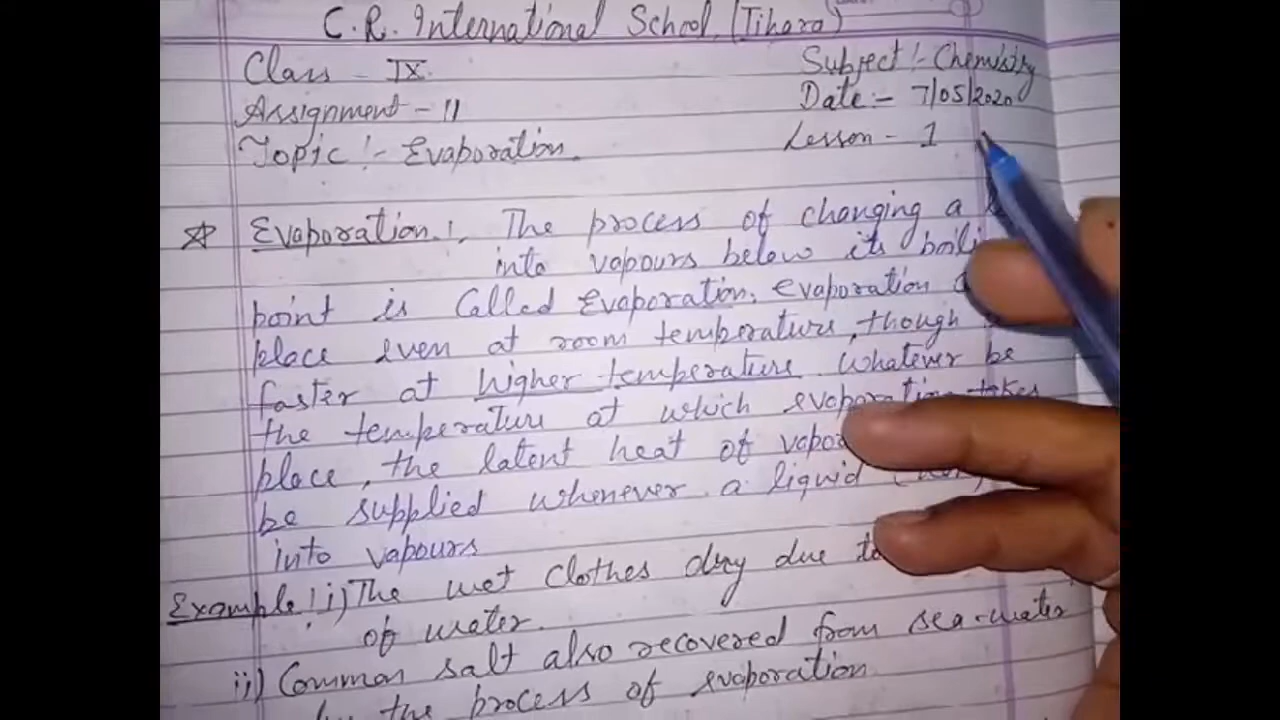 C.R. International School (Tihara)
Class - IX
Subject :- Chemistry
Assignment - 11
Date :- 7/05/2020
Topic :- Evaporation.
Lesson - 1
Evaporation :. The process of changing a
into vapours below its boili
point is called Evaporation. evaporation
place even at room temperature, though
faster at higher temperature whatever be
the temperature at which evaporation takes
place, the latent heat of vapo
be supplied whenever a liquid
into vapours
Example : i) The wet clothes dry due to
of water.
ii) Common salt also recovered from sea-water
the process of evaporation